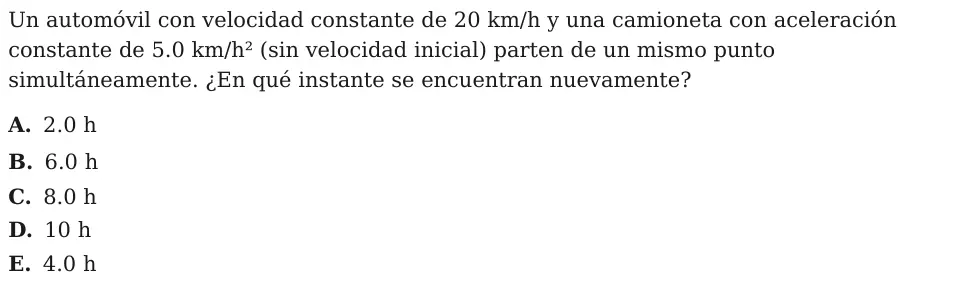 Un automóvil con velocidad constante de 20 km/h y una camioneta con aceleración
constante de 5.0 km/h² (sin velocidad inicial) parten de un mismo punto
simultáneamente. ¿En qué instante se encuentran nuevamente?
A. 2.0 h
B. 6.0 h
C. 8.0 h
D. 10 h
E. 4.0 h